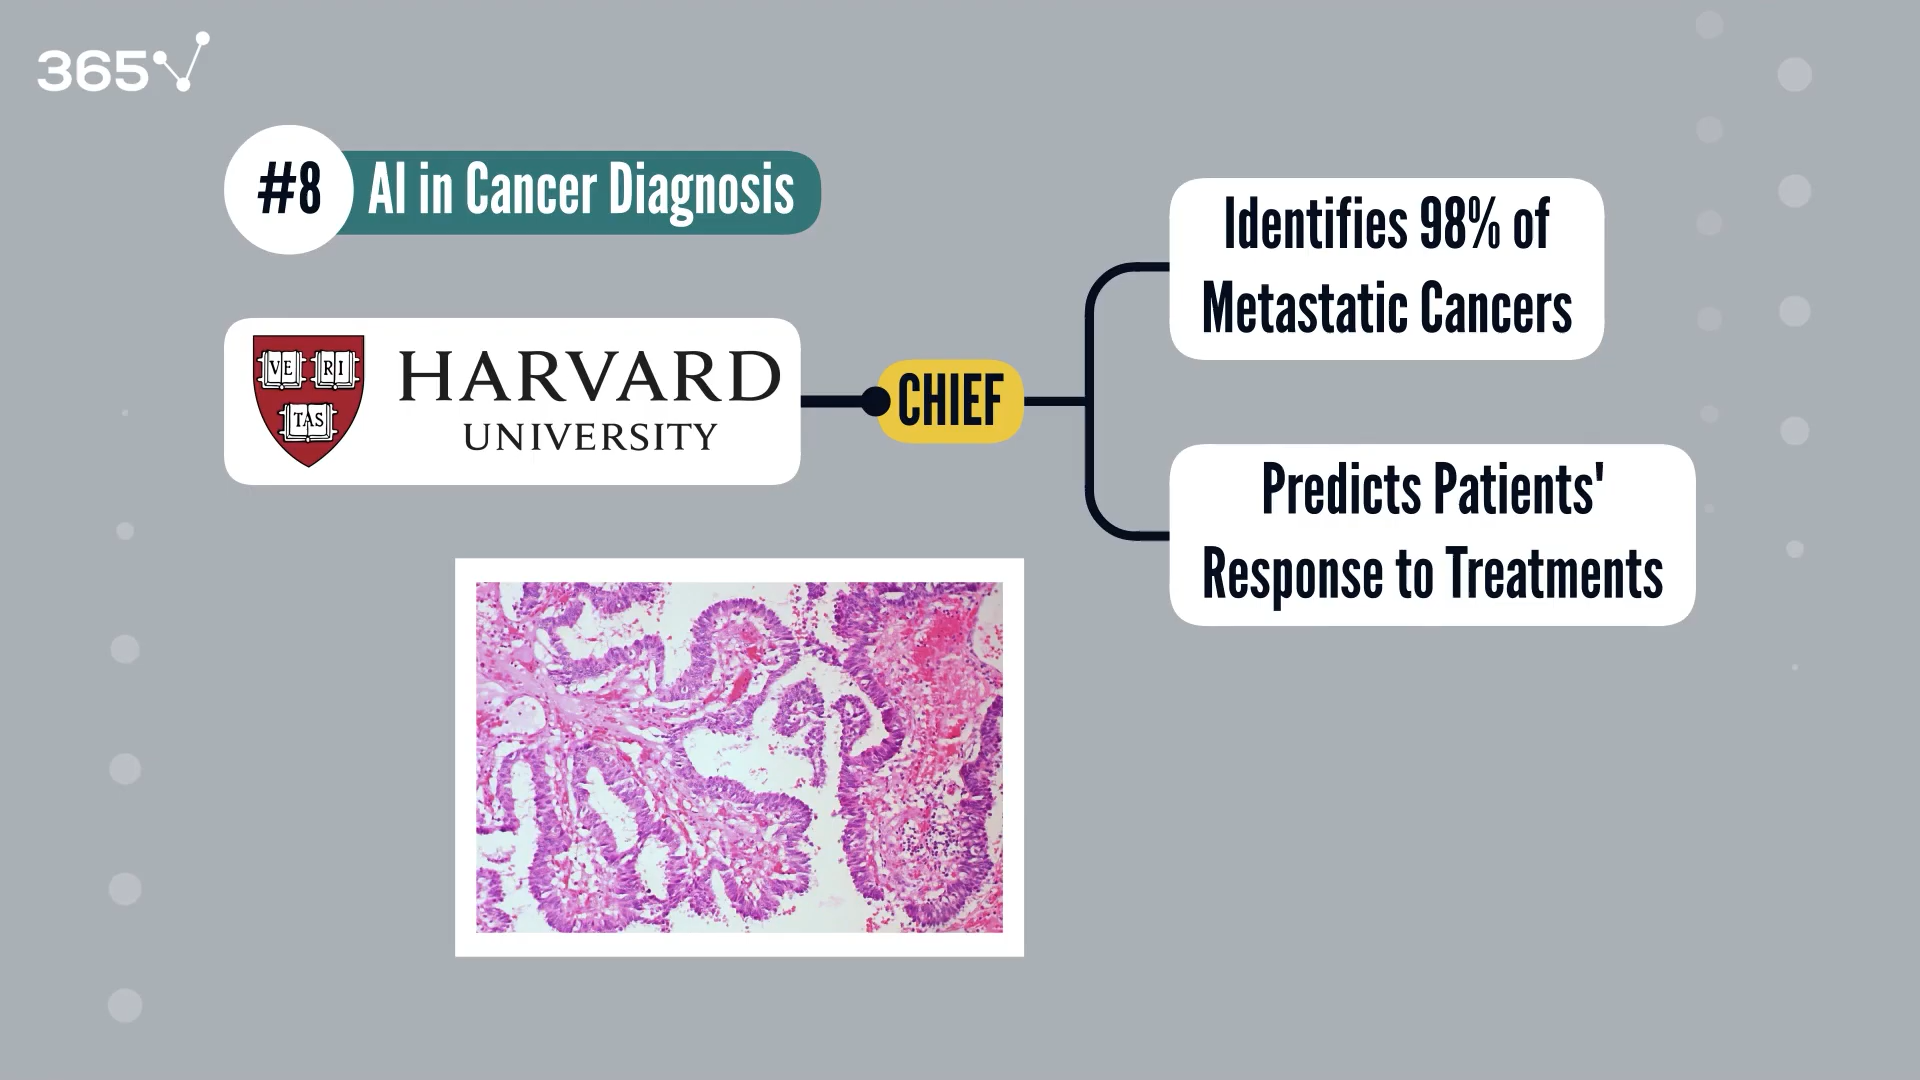 365
#8
AI in Cancer Diagnosis
VE RI
TAS
HARVARD
UNIVERSITY
CHIEF
Identifies 98% of
Metastatic Cancers
Predicts Patients'
Response to Treatments